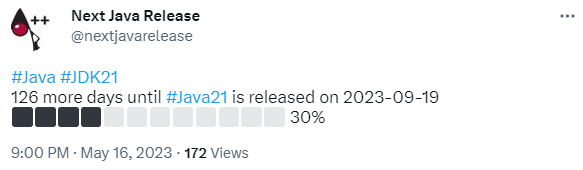 ++
Next Java Release
@nextjavarelease
#Java #JDK21
126 more days until #Java21 is released on 2023-09-19
30%
9:00 PM · May 16, 2023 · 172 Views